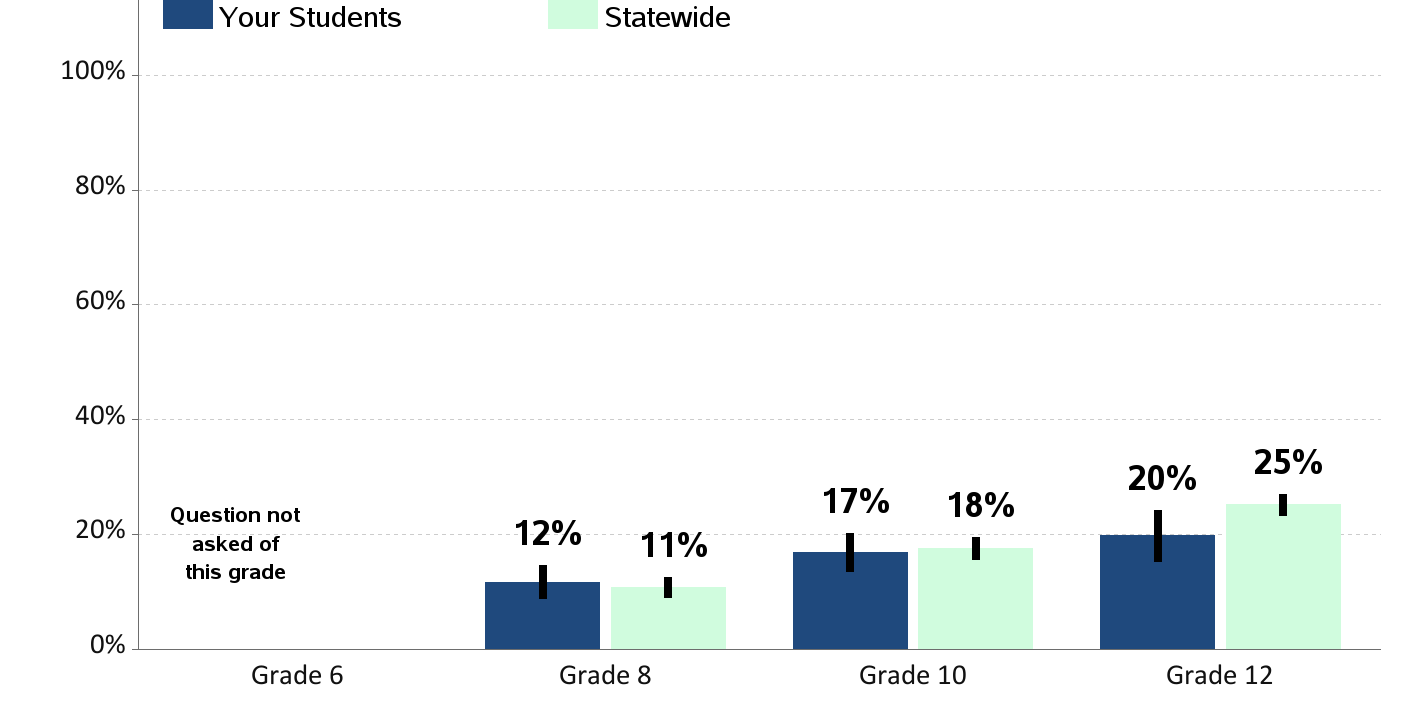 Your Students Statewide
100%
80%
60%
40%
20%
0%
Question not
asked of
this grade
12% 11% 17% 18% 20% 25%
Grade 6 Grade 8 Grade 10 Grade 12